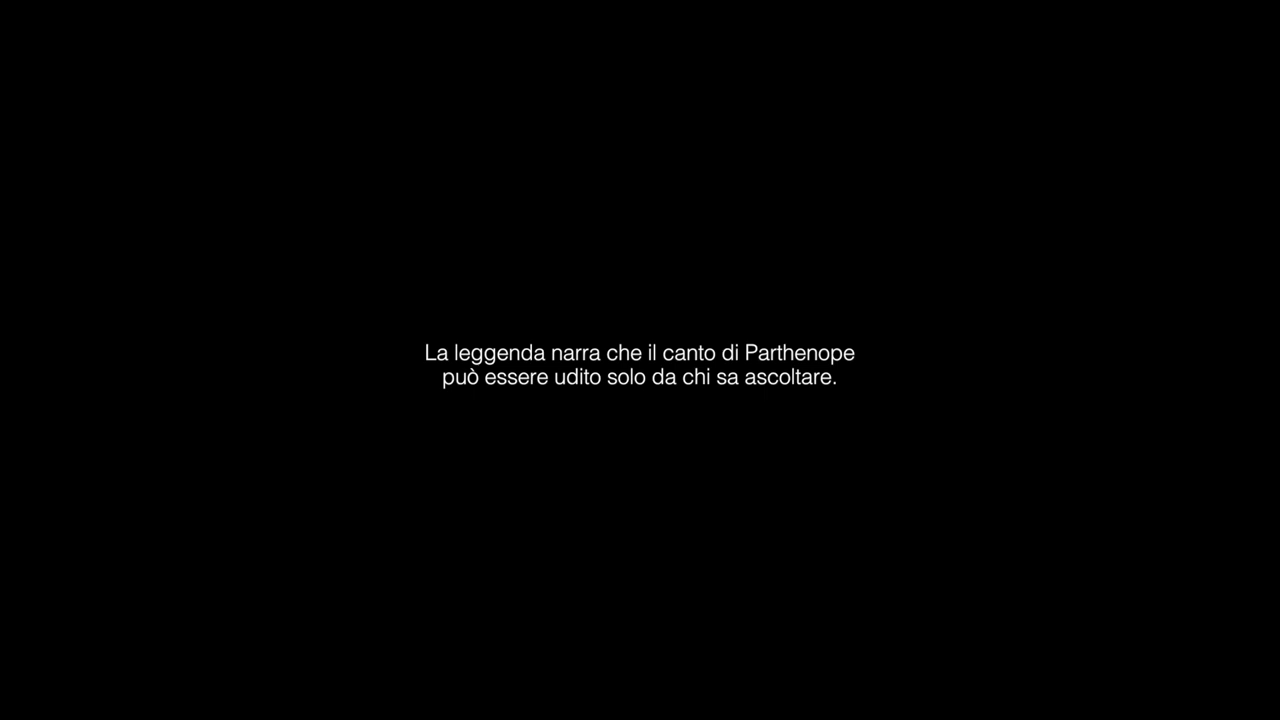 La leggenda narra che il canto di Parthenope
può essere udito solo da chi sa ascoltare.